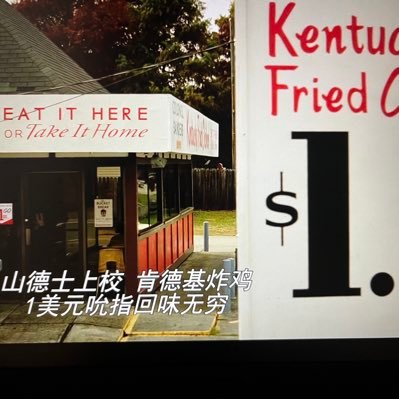 EAT IT HERE
OR Take It Home
Kentuc
Fried C
$1.
山德士上校 肯德基炸鸡
1美元吮指回味无穷